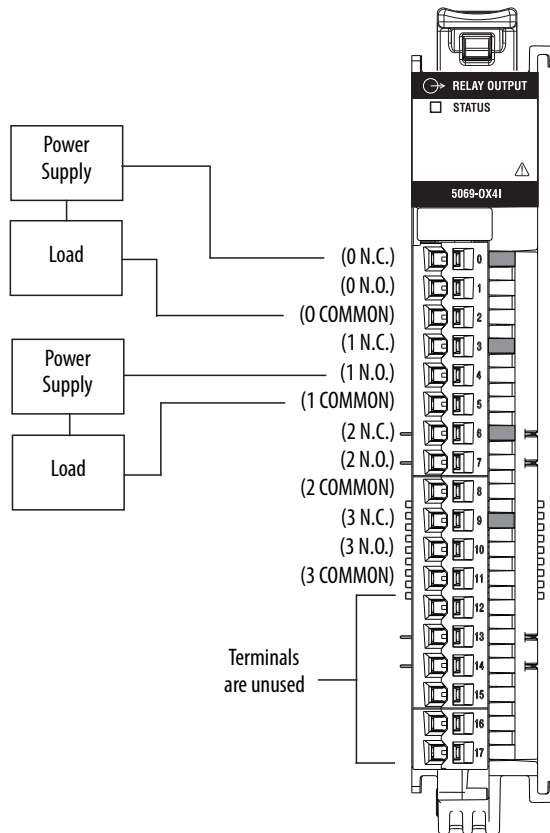 RELAY OUTPUT
STATUS
5069-OX4I
Power
Supply
Load
Power
Supply
Load
(0 N.C.)
(0 N.O.)
(0 COMMON)
(1 N.C.)
(1 N.O.)
(1 COMMON)
(2 N.C.)
(2 N.O.)
(2 COMMON)
(3 N.C.)
(3 N.O.)
(3 COMMON)
Terminals
are unused
0
1
2
3
4
5
6
7
8
9
10
11
12
13
14
15
16
17